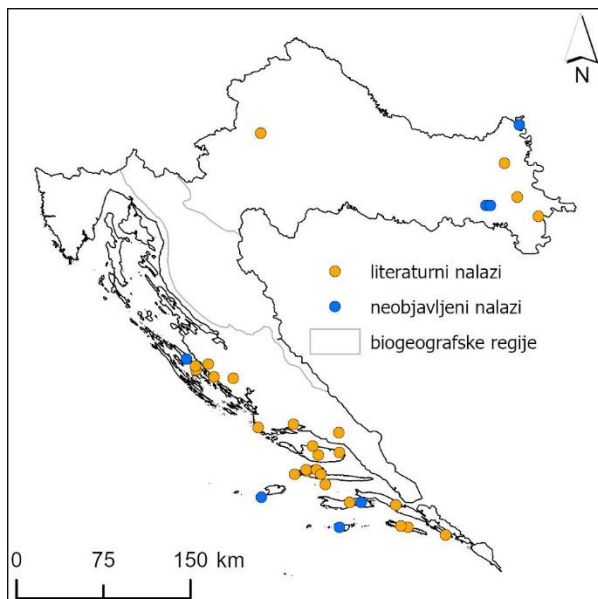 N
literaturni nalazi
neobjavljeni nalazi
biogeografske regije
0 75 150 km